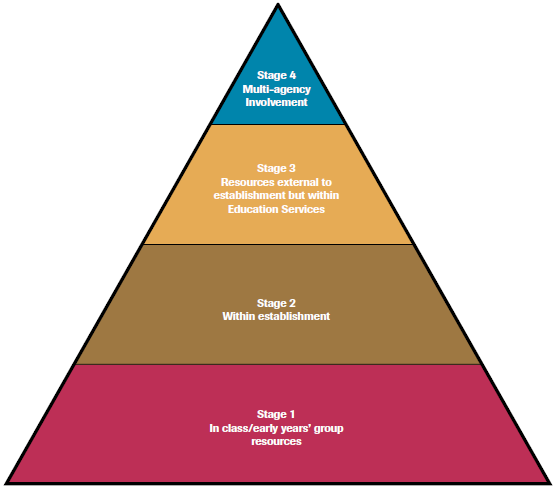 Stage 4
Multi-agency
Involvement
Stage 3
Resources external to
establishment but within
Education Services
Stage 2
Within establishment
Stage 1
In class/early years’ group
resources